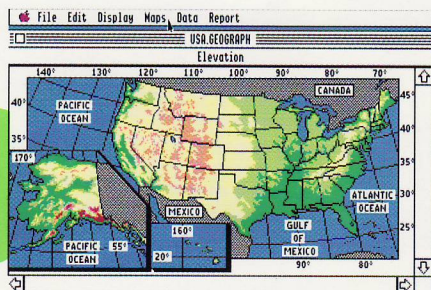 File Edit Display Maps Data Report
USA.GEOGRAPH
Elevation
140° 130° 120° 110° 100° 90° 80° 70°
CANADA
45°
40°
35°
30°
25°
PACIFIC
OCEAN
40°
35°
170°
ATLANTIC
OCEAN
MEXICO
GULF
OF
MEXICO
160°
20°
PACIFIC
OCEAN
55°
90° 80°